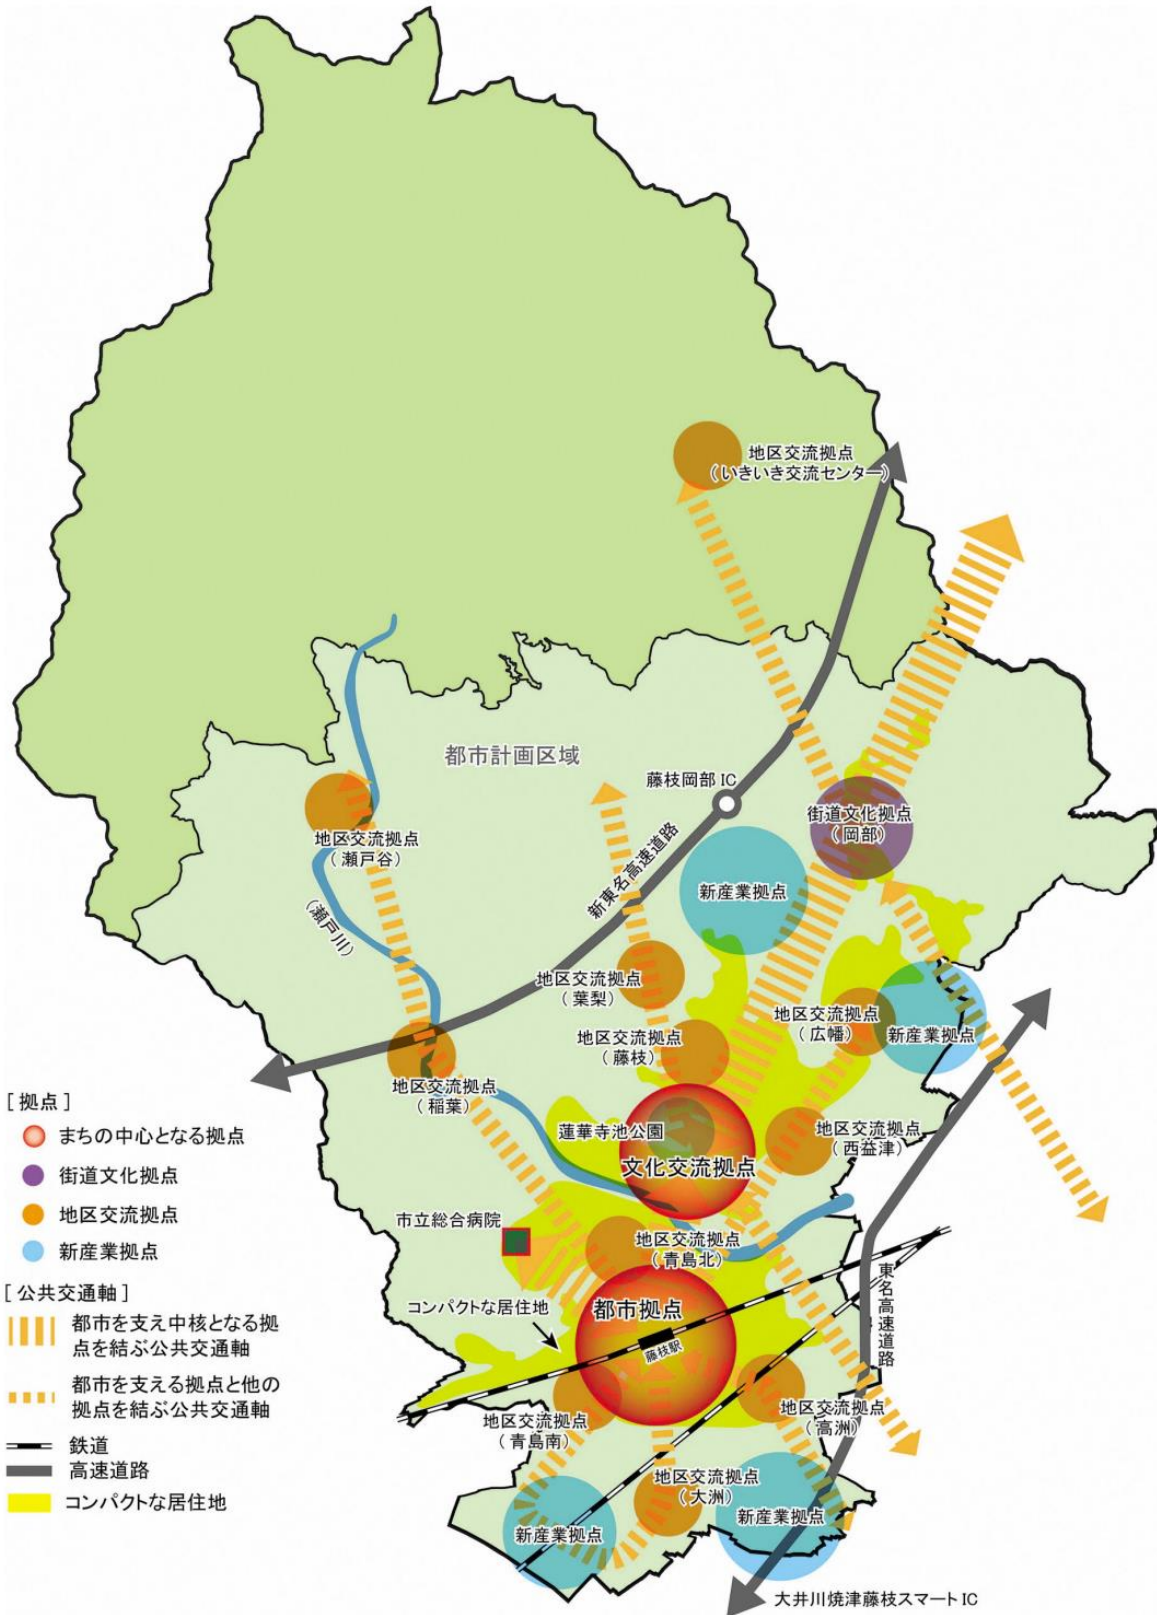 地区交流拠点
（いきいき交流センター）
都市計画区域
藤枝岡部 IC
街道文化拠点
（岡部）
地区交流拠点
（瀬戸谷）
新東名高速道路
新産業拠点
（瀬戸川）
地区交流拠点
（葉梨）
地区交流拠点
（広幡）
新産業拠点
地区交流拠点
（藤枝）
地区交流拠点
（稲葉）
蓮華寺池公園
文化交流拠点
地区交流拠点
（西益津）
市立総合病院
地区交流拠点
（青島北）
コンパクトな居住地
都市拠点
藤枝駅
東名高速道路
地区交流拠点
（青島南）
地区交流拠点
（高洲）
地区交流拠点
（大洲）
新産業拠点
新産業拠点
大井川焼津藤枝スマート IC
［ 拠点 ］
まちの中心となる拠点
街道文化拠点
地区交流拠点
新産業拠点
［ 公共交通軸 ］
都市を支え中核となる拠
点を結ぶ公共交通軸
都市を支える拠点と他の
拠点を結ぶ公共交通軸
鉄道
高速道路
コンパクトな居住地